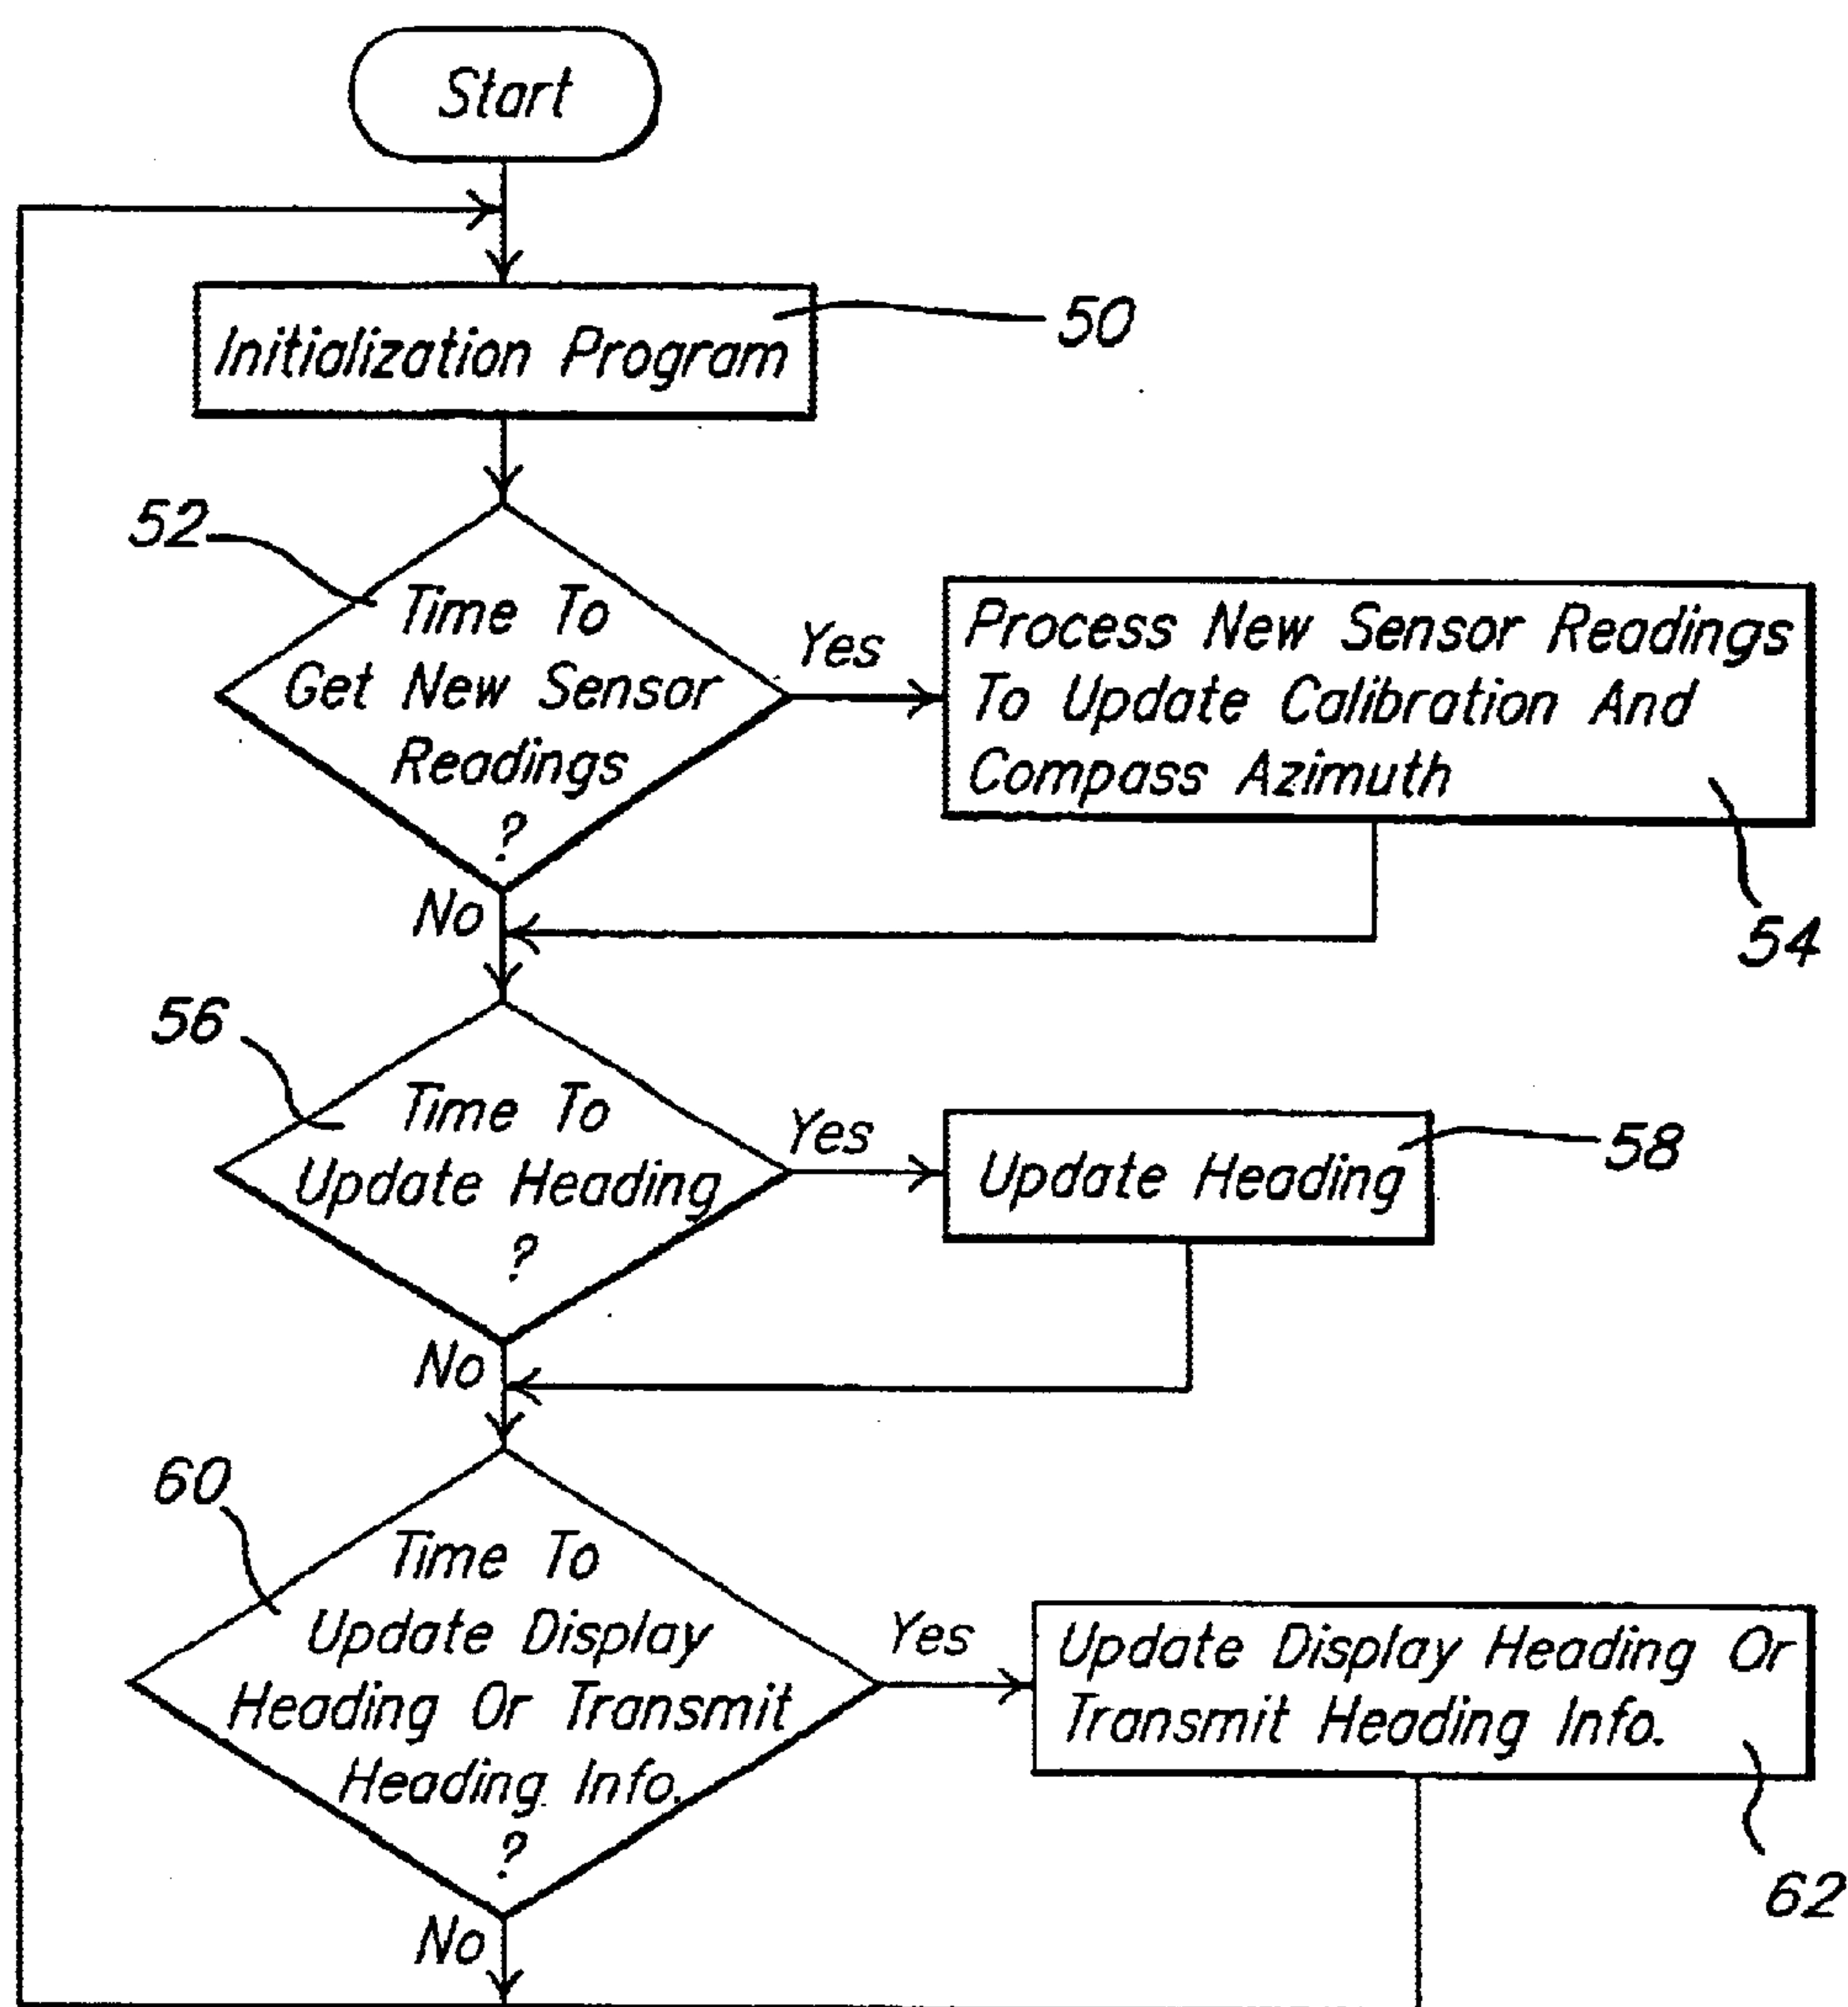 Start
Initialization Program
50
52
Time To
Get New Sensor
Readings
?
Yes
No
Process New Sensor Readings
To Update Calibration And
Compass Azimuth
54
56
Time To
Update Heading
?
Yes
No
Update Heading
58
60
Time To
Update Display
Heading Or Transmit
Heading Info.
?
Yes
No
Update Display Heading Or
Transmit Heading Info.
62